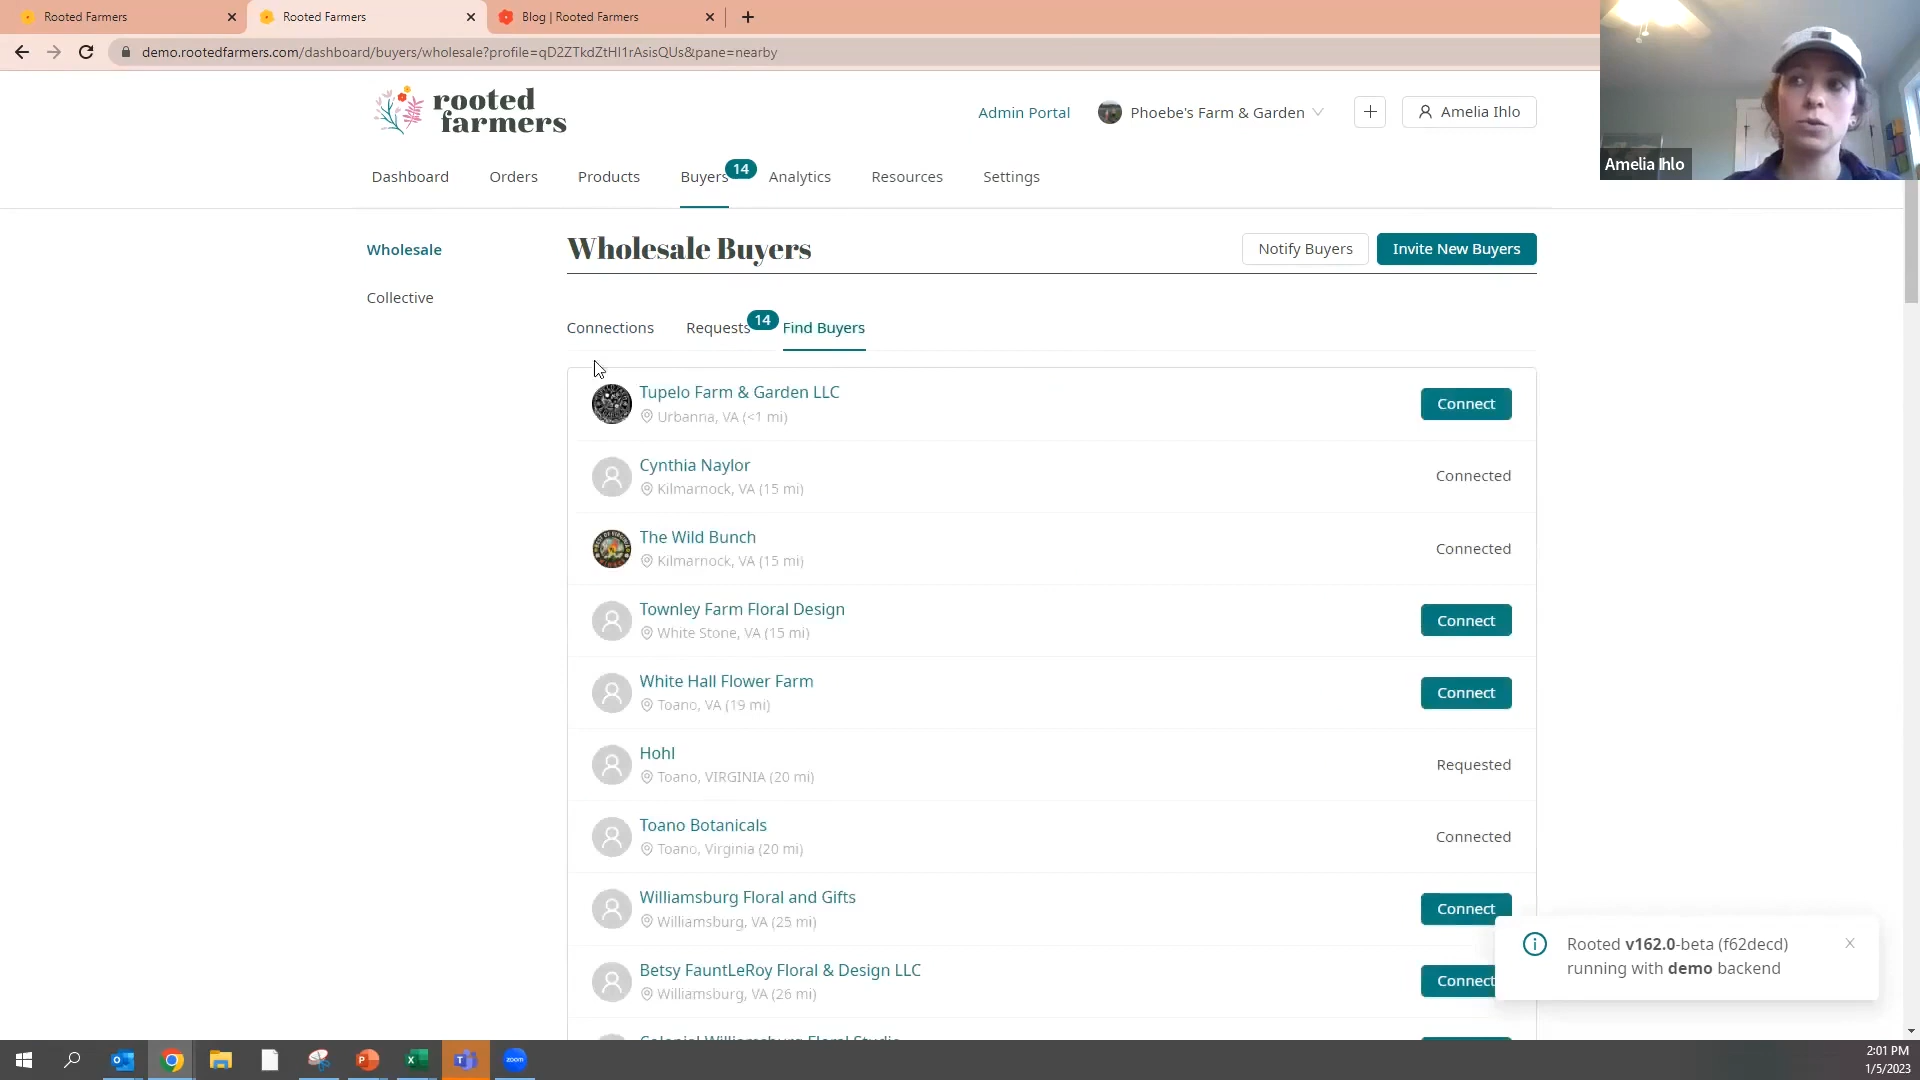 Rooted Farmers
Rooted Farmers
Blog | Rooted Farmers
demo.rootedfarmers.com/dashboard/buyers/wholesale?profile=qD2ZTkdZtHI1rAsisQUs&pane=nearby
rooted
farmers
Admin Portal
Phoebe's Farm & Garden
Amelia Ihlo
Amelia Ihlo
Dashboard
Orders
Products
Buyers
14
Analytics
Resources
Settings
Wholesale
Collective
Wholesale Buyers
Notify Buyers
Invite New Buyers
Connections
Requests
14
Find Buyers
Tupelo Farm & Garden LLC
Urbanna, VA (<1 mi)
Connect
Cynthia Naylor
Kilmarnock, VA (15 mi)
Connected
The Wild Bunch
Kilmarnock, VA (15 mi)
Connected
Townley Farm Floral Design
White Stone, VA (15 mi)
Connect
White Hall Flower Farm
Toano, VA (19 mi)
Connect
Hohl
Toano, VIRGINIA (20 mi)
Requested
Toano Botanicals
Toano, Virginia (20 mi)
Connected
Williamsburg Floral and Gifts
Williamsburg, VA (25 mi)
Connect
Betsy FauntLeRoy Floral & Design LLC
Williamsburg, VA (26 mi)
Connect
Rooted v162.0-beta (f62decd)
running with demo backend
Colonial Williamsburg Floral Studio
zoom
2:01 PM
1/5/2023